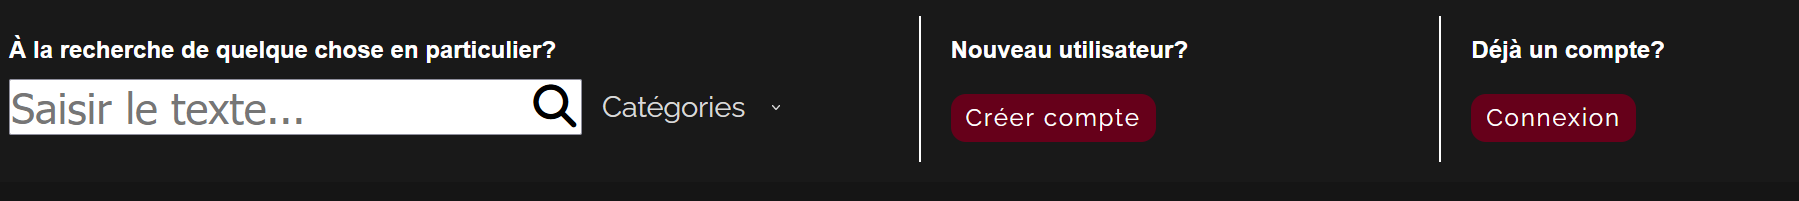 À la recherche de quelque chose en particulier?
Saisir le texte...
Catégories
Nouveau utilisateur?
Créer compte
Déjà un compte?
Connexion